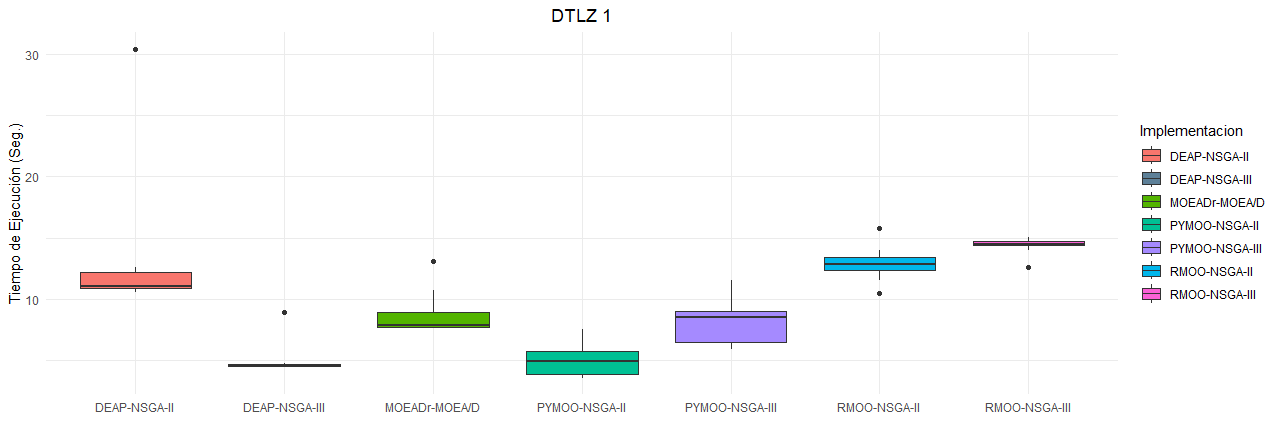 DTLZ 1
Tiempo de Ejecución (Seg.)
30
20
10
DEAP-NSGA-II
DEAP-NSGA-III
MOEADr-MOEA/D
PYMOO-NSGA-II
PYMOO-NSGA-III
RMOO-NSGA-II
RMOO-NSGA-III
Implementacion
DEAP-NSGA-II
DEAP-NSGA-III
MOEADr-MOEA/D
PYMOO-NSGA-II
PYMOO-NSGA-III
RMOO-NSGA-II
RMOO-NSGA-III